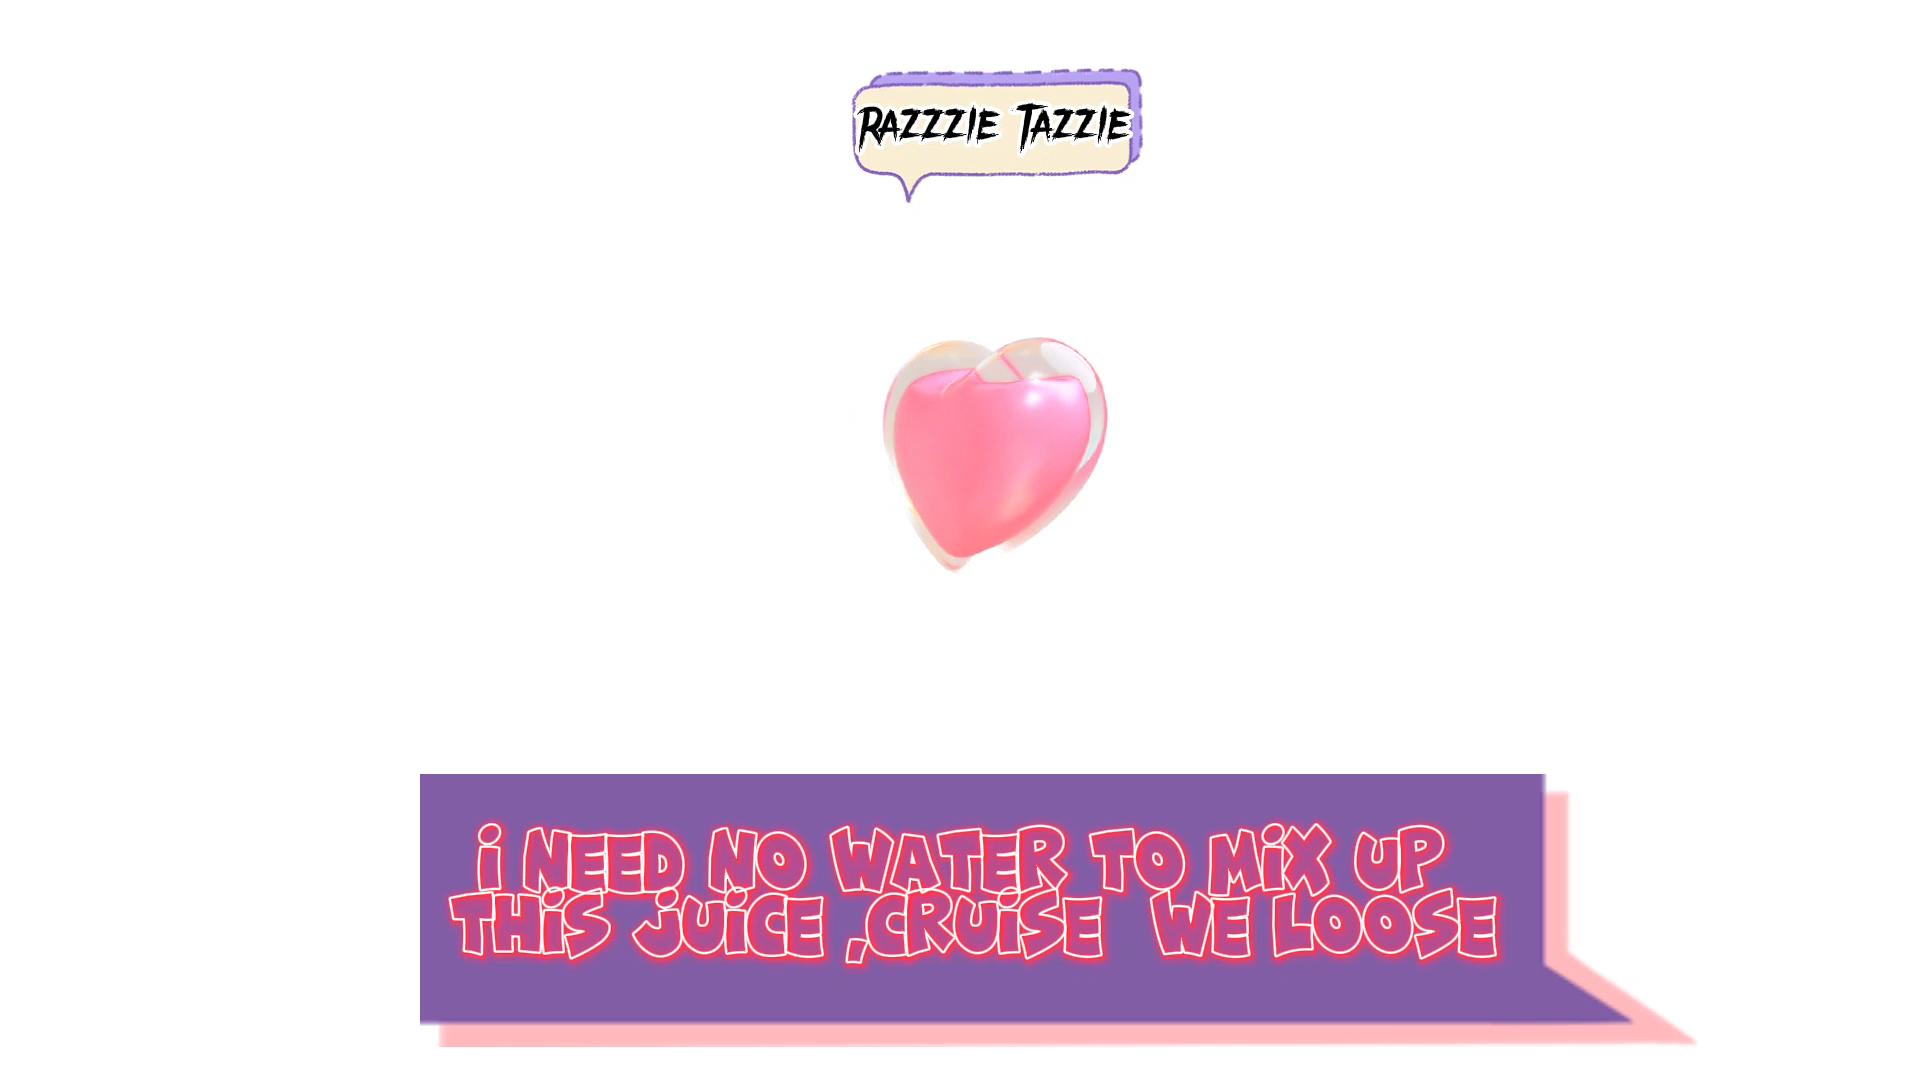 RAZZZIE TAZZIE
i NEED NO WATER TO MiX UP
THiS jUiCE ,CRUiSE WE LOOSE